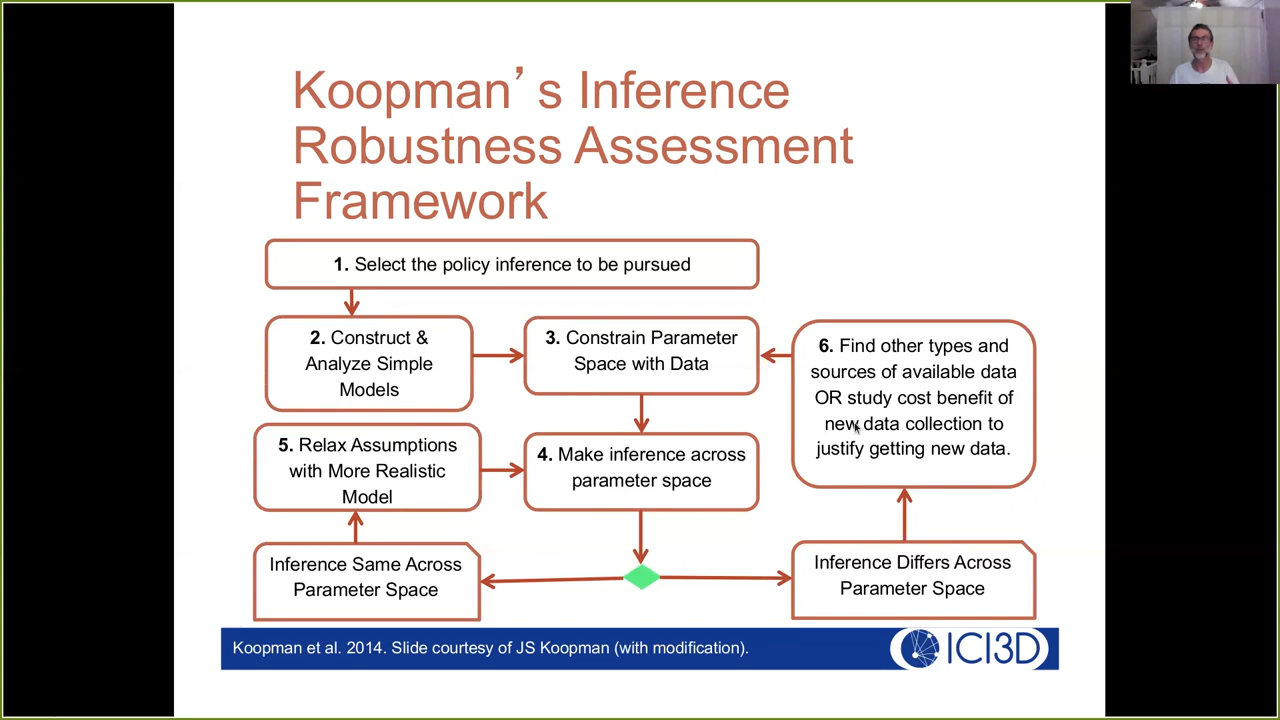 Koopman’s Inference
Robustness Assessment
Framework
1. Select the policy inference to be pursued
2. Construct &
Analyze Simple
Models
3. Constrain Parameter
Space with Data
6. Find other types and
sources of available data
OR study cost benefit of
new data collection to
justify getting new data.
5. Relax Assumptions
with More Realistic
Model
4. Make inference across
parameter space
Inference Same Across
Parameter Space
Inference Differs Across
Parameter Space
Koopman et al. 2014. Slide courtesy of JS Koopman (with modification).
ICI3D